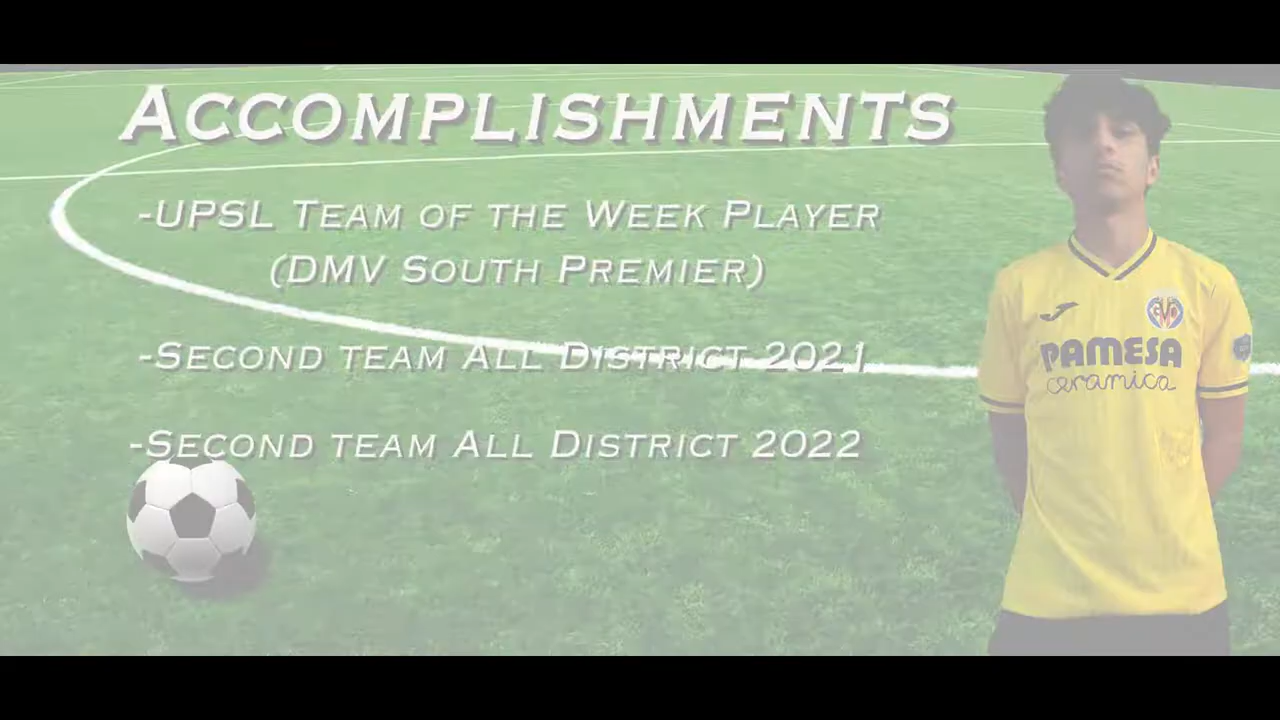 Accomplishments
-UPSL Team of the Week Player
(DMV South Premier)
-Second team All District 2021
-Second team All District 2022
PAMESA
ceramica